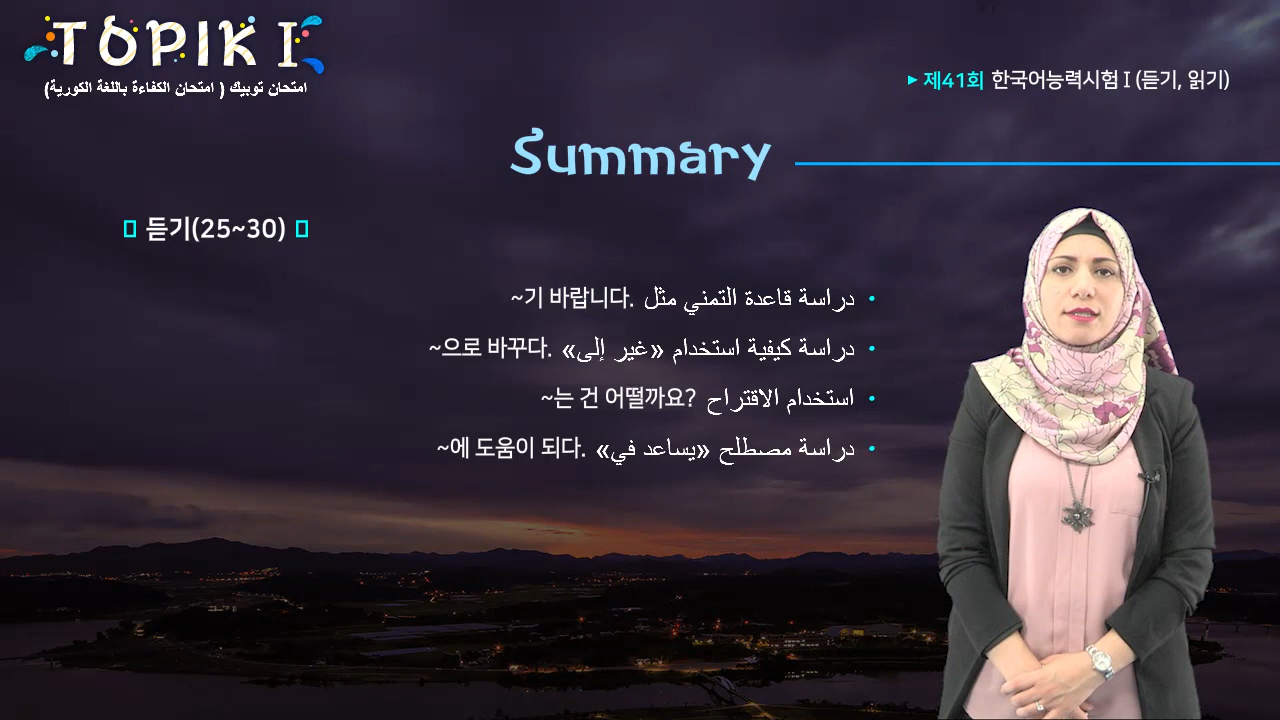 TOPIK I
امتحان توبيك ( امتحان الكفاءة باللغة الكورية)
▸ 제41회 한국어능력시험 I (듣기, 읽기)
Summary
듣기(25~30)
• دراسة قاعدة التمني مثل ~기 바랍니다.
• دراسة كيفية استخدام «غير إلى» ~으로 바꾸다.
• استخدام الاقتراح ~는 건 어떨까요?
• دراسة مصطلح «يساعد في» ~에 도움이 되다.